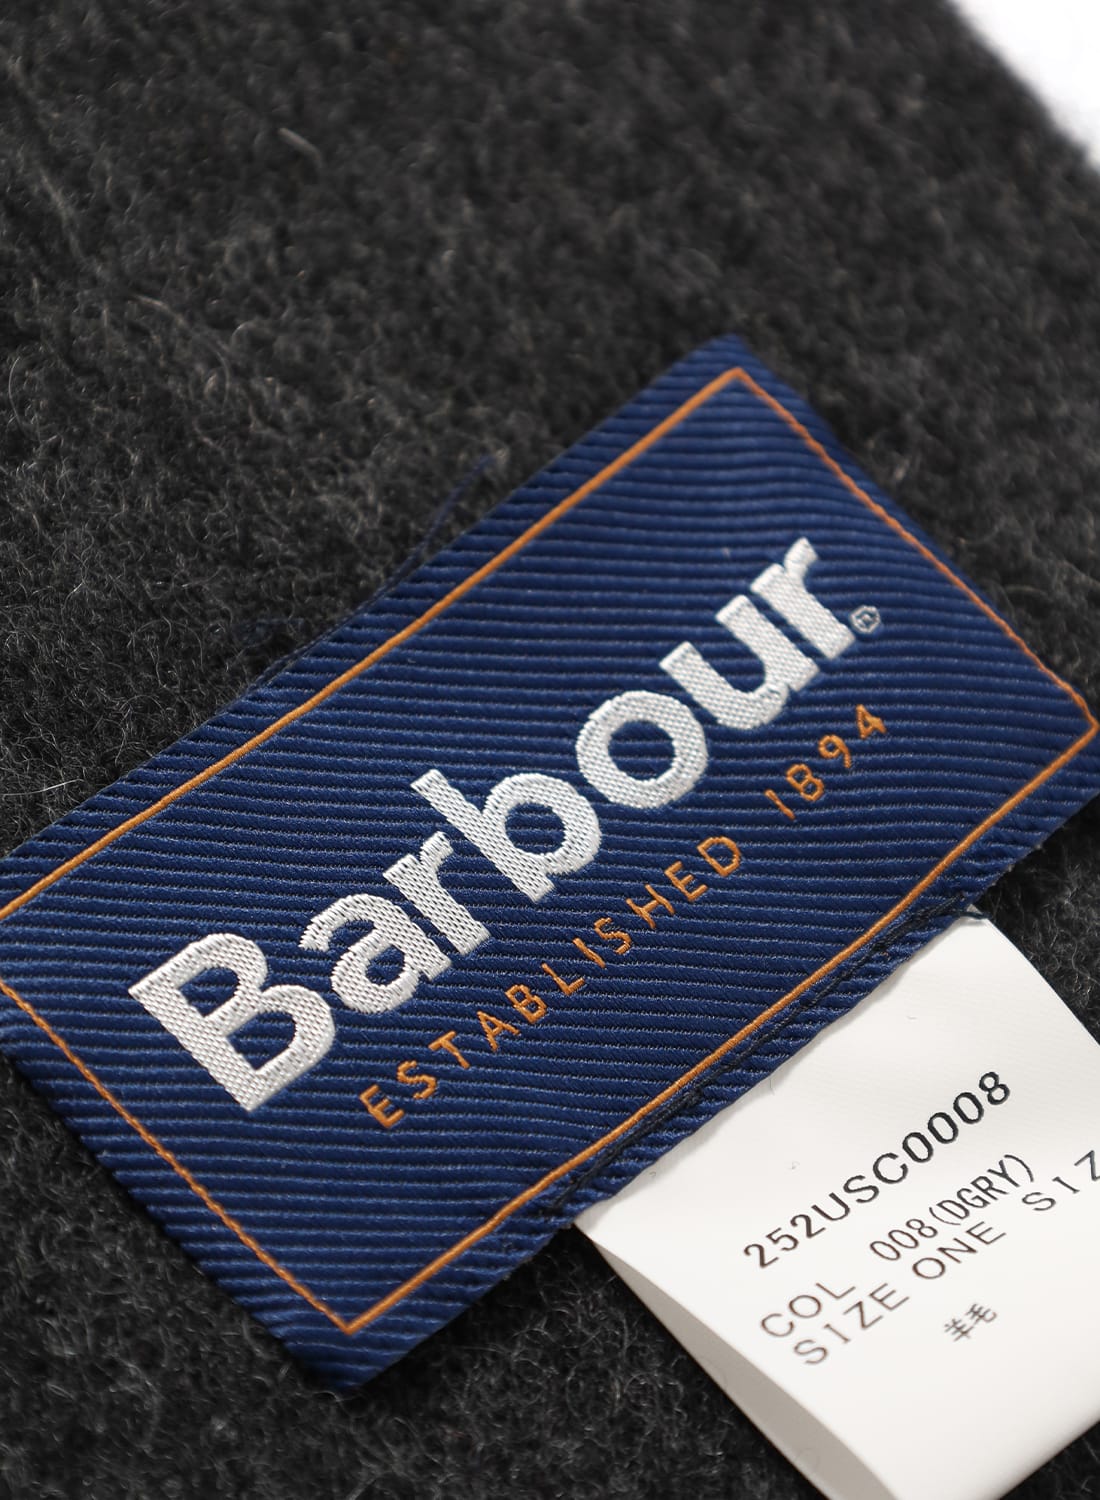 Barbour®
ESTABLISHED 1894
252USC0008
COL 008(DGRY)
SIZE ONE SIZ
羊毛